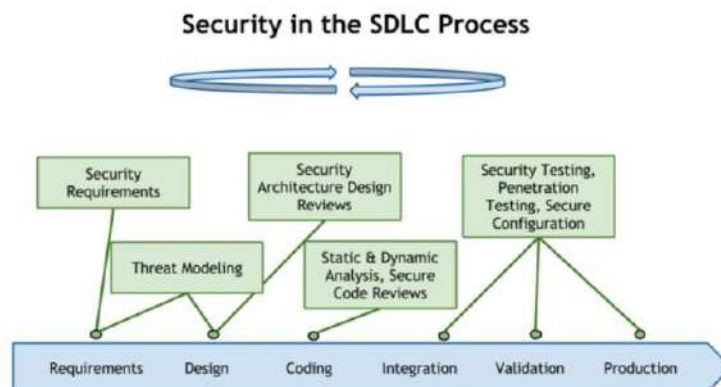 Security in the SDLC Process
Security
Requirements
Security
Architecture Design
Reviews
Security Testing,
Penetration
Testing, Secure
Configuration
Threat Modeling
Static & Dynamic
Analysis, Secure
Code Reviews
Requirements Design Coding Integration Validation Production